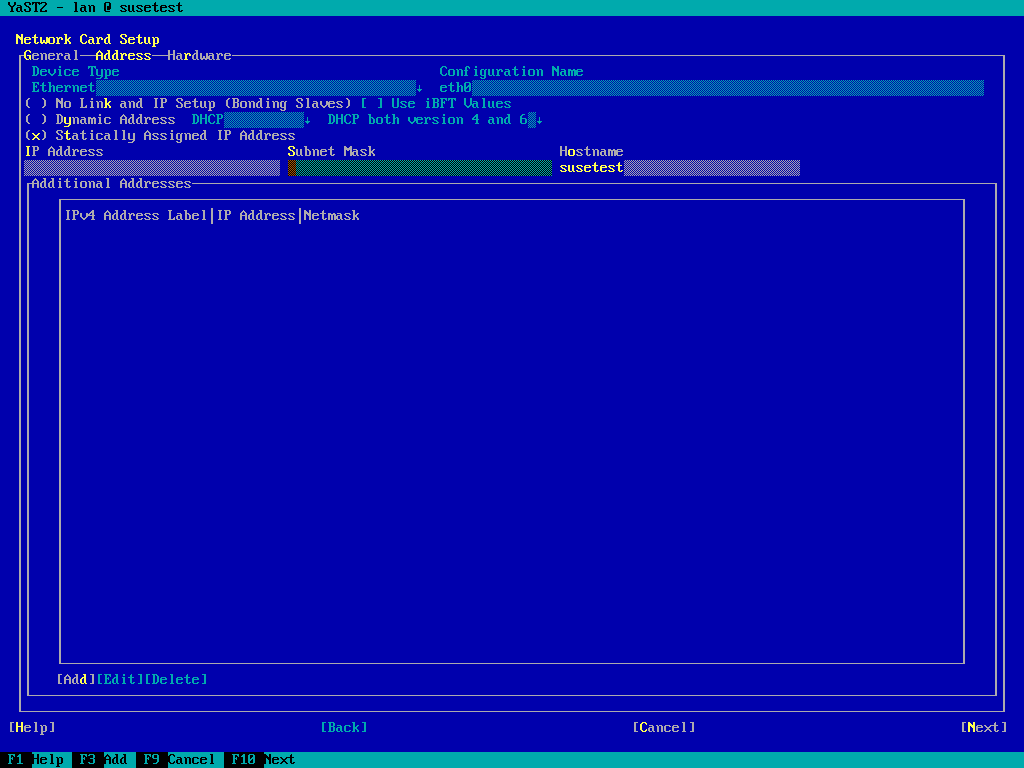 YaST2 - lan @ susetest
Network Card Setup
General Address Hardware
Device Type Configuration Name
Ethernet ↓ eth0
( ) No Link and IP Setup (Bonding Slaves) [ ] Use iBFT Values
( ) Dynamic Address DHCP ↓ DHCP both version 4 and 6 ↓
(x) Statically Assigned IP Address
IP Address Subnet Mask Hostname
susetest
Additional Addresses
IPv4 Address Label|IP Address|Netmask
[Add][Edit][Delete]
[Help] [Back] [Cancel] [Next]
F1 Help F3 Add F9 Cancel F10 Next